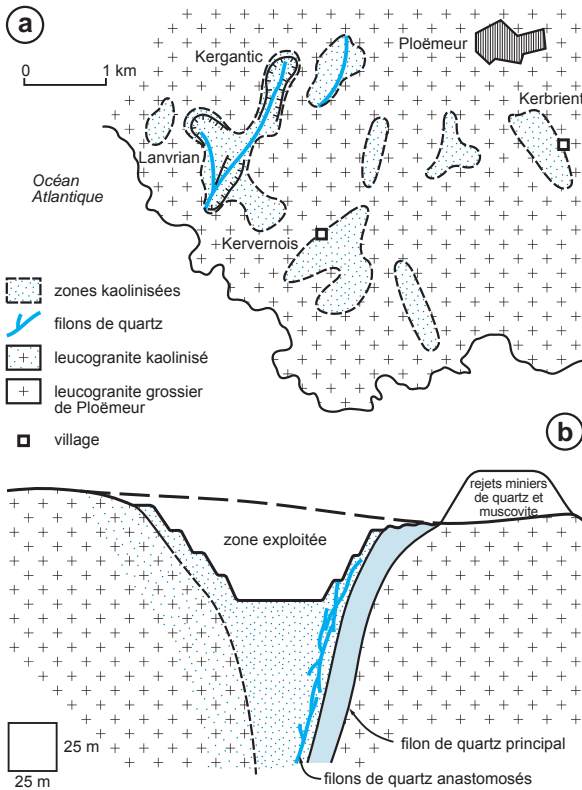 a
0 1 km
Kergantic
Ploëmeur
Kerbrient
Lanvrian
Océan
Atlantique
Kervernois
zones kaolinisées
filons de quartz
leucogranite kaolinisé
leucogranite grossier
de Ploëmeur
village
b
rejets miniers
de quartz et
muscovite
zone exploitée
25 m
25 m
filon de quartz principal
filons de quartz anastomosés